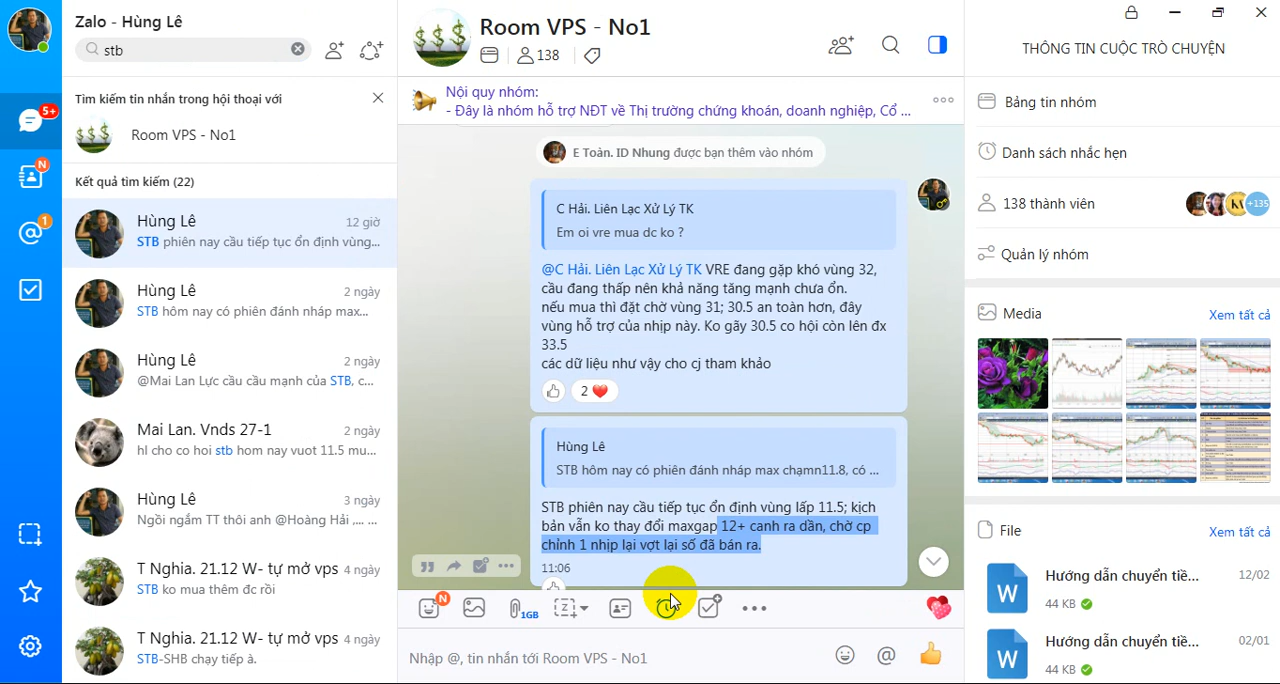 Zalo - Hùng Lê
stb
5+
N
1
Tìm kiếm tin nhắn trong hội thoại với
Room VPS - No1
Kết quả tìm kiếm (22)
Hùng Lê
12 giờ
STB phiên nay cầu tiếp tục ổn định vùng...
Hùng Lê
2 ngày
STB hôm nay có phiên đánh nháp max...
Hùng Lê
2 ngày
@Mai Lan Lực cầu cầu mạnh của STB, c...
Mai Lan. Vnds 27-1
2 ngày
hl cho co hoi stb hom nay vuot 11.5 mu...
Hùng Lê
3 ngày
Ngồi ngắm TT thôi anh @Hoàng Hải ,... ...
T Nghia. 21.12 W- tự mở vps
4 ngày
STB ko mua thêm đc rồi
T Nghia. 21.12 W- tự mở vps
4 ngày
STB-SHB chạy tiếp à.
Room VPS - No1
138
Nội quy nhóm:
- Đây là nhóm hỗ trợ NĐT về Thị trường chứng khoán, doanh nghiệp, Cổ ...
E Toàn. ID Nhung được bạn thêm vào nhóm
C Hải. Liên Lạc Xử Lý TK
Em oi vre mua dc ko ?
@C Hải. Liên Lạc Xử Lý TK VRE đang gặp khó vùng 32,
cầu đang thấp nên khả năng tăng mạnh chưa ổn.
nếu mua thì đặt chờ vùng 31; 30.5 an toàn hơn, đây
vùng hỗ trợ của nhịp này. Ko gãy 30.5 co hội còn lên đx
33.5
các dữ liệu như vậy cho cj tham khảo
2
Hùng Lê
STB hôm nay có phiên đánh nháp max chạmn11.8, có ...
STB phiên nay cầu tiếp tục ổn định vùng lấp 11.5; kịch
bản vẫn ko thay đổi maxgap 12+ canh ra dần, chờ cp
chỉnh 1 nhịp lại vợt lại số đã bán ra.
11:06
N
1GB
Nhập @, tin nhắn tới Room VPS - No1
THÔNG TIN CUỘC TRÒ CHUYỆN
Bảng tin nhóm
Danh sách nhắc hẹn
138 thành viên
+135
Quản lý nhóm
Media
Xem tất cả
File
Xem tất cả
W
Hướng dẫn chuyển tiề...
12/02
44 KB
W
Hướng dẫn chuyển tiề...
02/01
44 KB